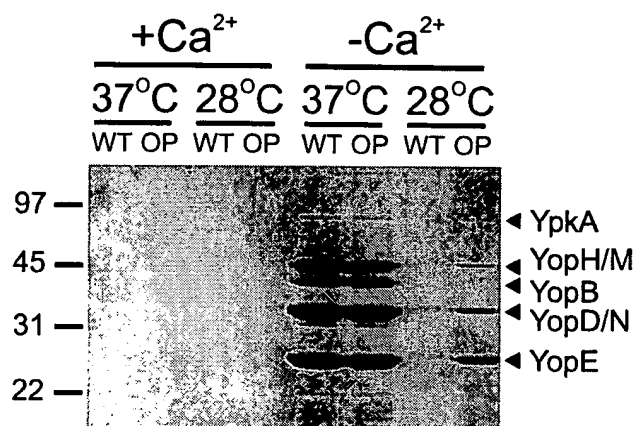 +Ca²⁺ -Ca²⁺
37°C 28°C 37°C 28°C
WT OP WT OP WT OP WT OP
97
45
31
22
YpkA
YopH/M
YopB
YopD/N
YopE